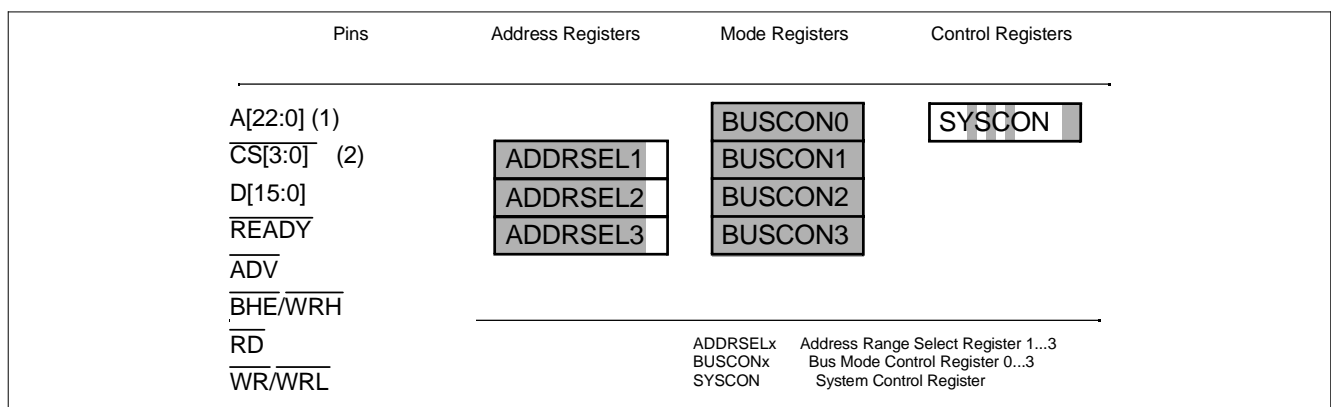 Pins Address Registers Mode Registers Control Registers
A[22:0] (1) BUSCON0 SYSCON
CS[3:0] (2) ADDRSEL1 BUSCON1
D[15:0] ADDRSEL2 BUSCON2
READY ADDRSEL3 BUSCON3
ADV
BHE/WRH
RD
WR/WRL
ADDRSELx Address Range Select Register 1...3
BUSCONx Bus Mode Control Register 0...3
SYSCON System Control Register